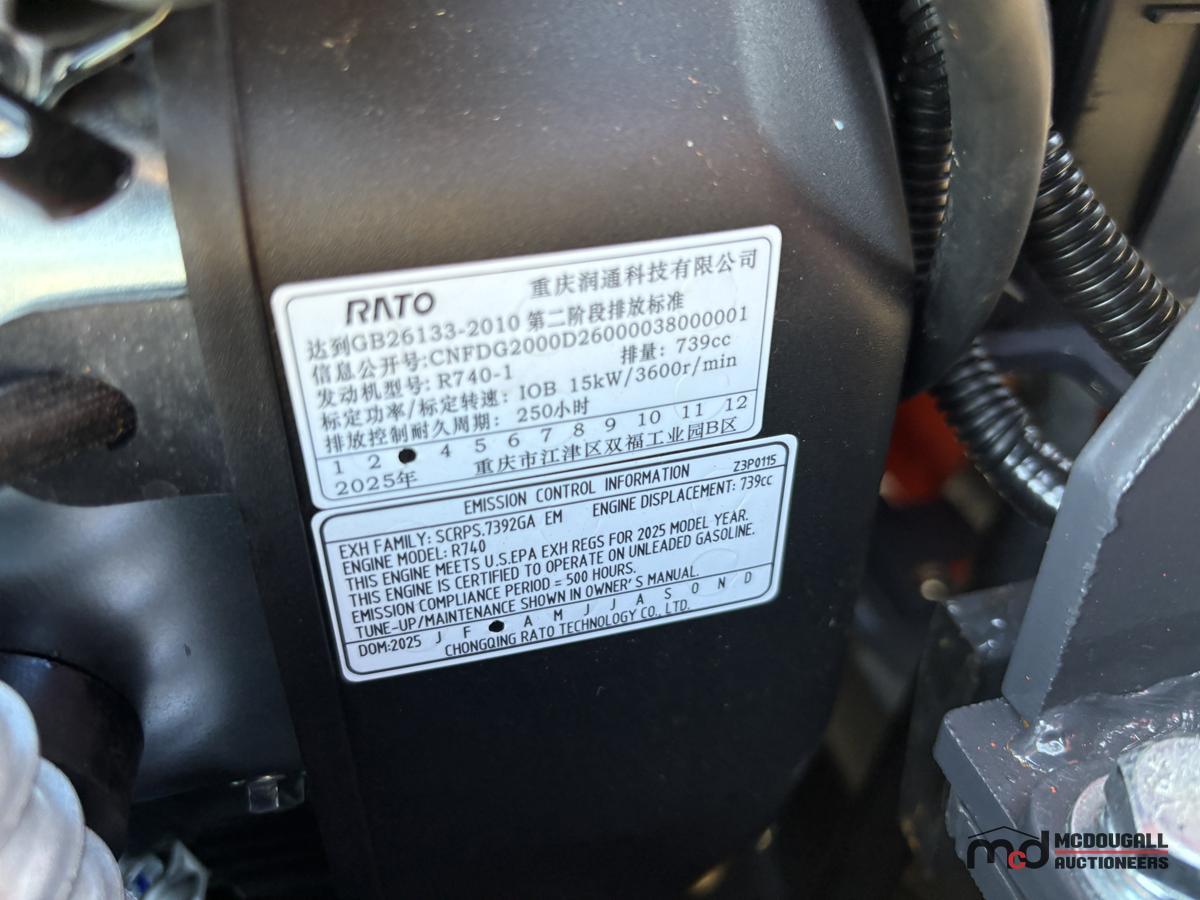 RATO 重庆润通科技有限公司
达到GB26133-2010 第二阶段排放标准
信息公开号:CNFDG2000D26000038000001
发动机型号: R740-1 排量: 739cc
标定功率/标定转速: IOB 15kW/3600r/min
排放控制耐久周期: 250小时
1 2 ● 4 5 6 7 8 9 10 11 12
2025年 重庆市江津区双福工业园B区
EMISSION CONTROL INFORMATION Z3P0115
EXH FAMILY: SCRPS.7392GA EM ENGINE DISPLACEMENT: 739cc
ENGINE MODEL: R740
THIS ENGINE MEETS U.S.EPA EXH REGS FOR 2025 MODEL YEAR.
THIS ENGINE IS CERTIFIED TO OPERATE ON UNLEADED GASOLINE.
EMISSION COMPLIANCE PERIOD = 500 HOURS.
TUNE-UP/MAINTENANCE SHOWN IN OWNER'S MANUAL.
DOM:2025 J F ● A M J J A S O N D
CHONGQING RATO TECHNOLOGY CO., LTD.
mcd MCDOUGALL
AUCTIONEERS